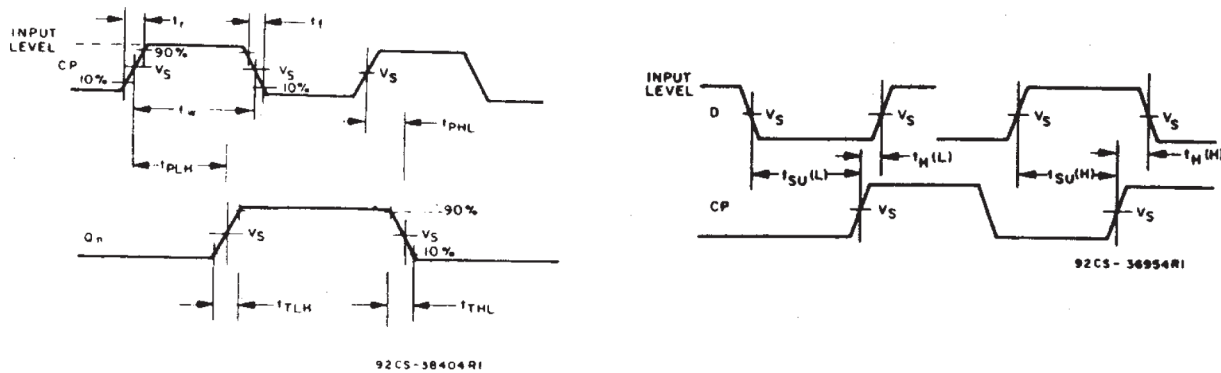 tr
tf
INPUT
LEVEL
90%
CP
VS
VS
10%
10%
VS
tw
tPHL
tPLH
90%
Qn
VS
VS
10%
tTLH
tTHL
92CS-38404R1
INPUT
LEVEL
D
VS
VS
VS
VS
tH(L)
tH(H)
tSU(L)
tSU(H)
CP
VS
VS
92CS-36954R1